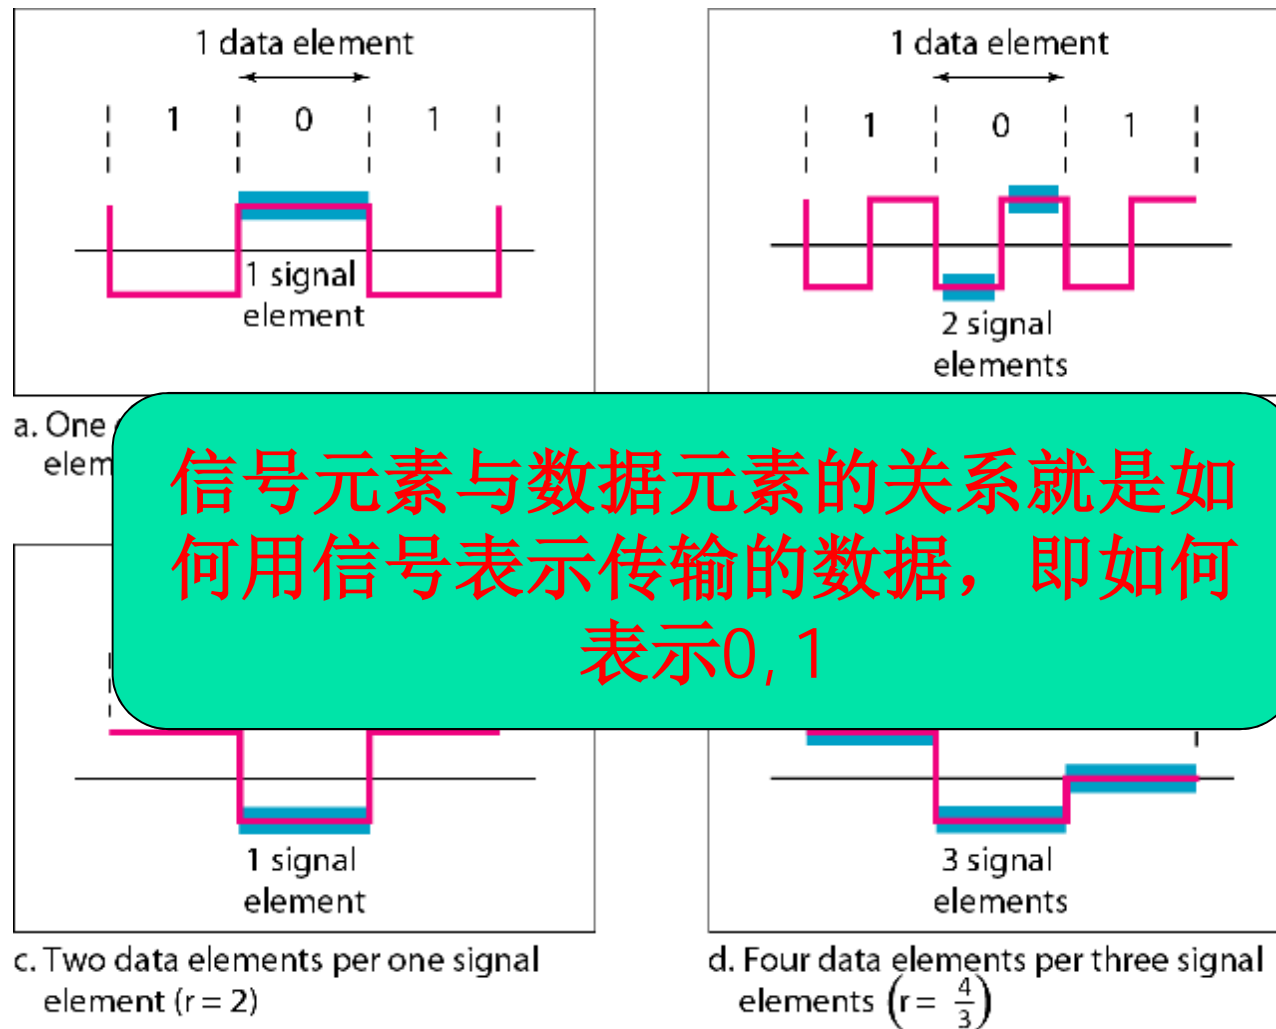 1 data element
1 0 1
1 signal
element
1 data element
1 0 1
2 signal
elements
a. One
信号元素与数据元素的关系就是如
何用信号表示传输的数据，即如何
表示0, 1
1 signal
element
c. Two data elements per one signal
element (r = 2)
3 signal
elements
d. Four data elements per three signal
elements (r = 4/3)